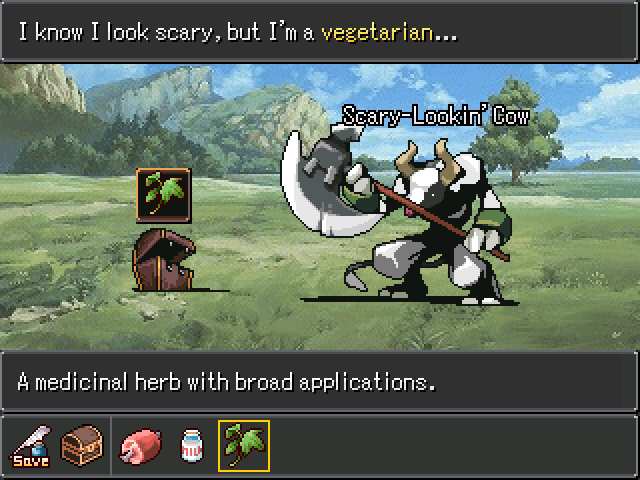 I know I look scary, but I'm a vegetarian...
Scary-Lookin' Cow
A medicinal herb with broad applications.
Save